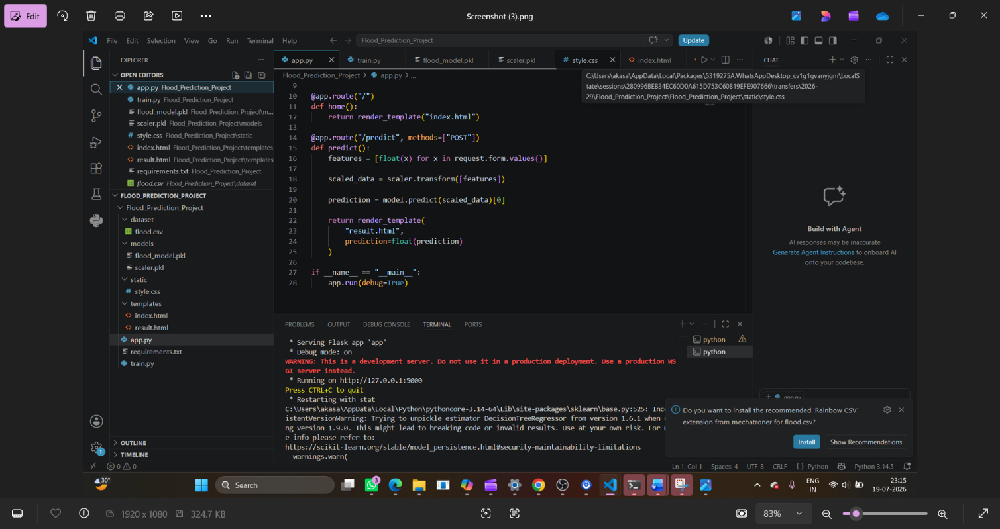 Edit
Screenshot (3).png
File Edit Selection View Go Run Terminal Help
Flood_Prediction_Project
Update
EXPLORER
OPEN EDITORS
app.py Flood_Prediction_Project
train.py Flood_Prediction_Project
flood_model.pkl Flood_Prediction_Project\m...
scaler.pkl Flood_Prediction_Project\models
style.css Flood_Prediction_Project\static
index.html Flood_Prediction_Project\templates
result.html Flood_Prediction_Project\templates
requirements.txt Flood_Prediction_Project
flood.csv Flood_Prediction_Project\dataset
FLOOD_PREDICTION_PROJECT
Flood_Prediction_Project
dataset
flood.csv
models
flood_model.pkl
scaler.pkl
static
style.css
templates
index.html
result.html
app.py
requirements.txt
train.py
OUTLINE
TIMELINE
app.py train.py flood_model.pkl scaler.pkl style.css index.html
Flood_Prediction_Project > app.py > ...
C:\Users\akasa\AppData\Local\Packages\5319275A.WhatsAppDesktop_cv1g1gvanyjgm\LocalS
tate\sessions\280996BEB34EC60D0A615D753C60819EFE907666\transfers\2026-
29\Flood_Prediction_Project\Flood_Prediction_Project\static\style.css
9
10 @app.route("/")
11 def home():
12 return render_template("index.html")
13
14 @app.route("/predict", methods=["POST"])
15 def predict():
16 features = [float(x) for x in request.form.values()]
17
18 scaled_data = scaler.transform([features])
19
20 prediction = model.predict(scaled_data)[0]
21
22 return render_template(
23 "result.html",
24 prediction=float(prediction)
25 )
26
27 if __name__ == "__main__":
28 app.run(debug=True)
PROBLEMS OUTPUT DEBUG CONSOLE TERMINAL PORTS
* Serving Flask app 'app'
* Debug mode: on
WARNING: This is a development server. Do not use it in a production deployment. Use a production WS
GI server instead.
* Running on http://127.0.0.1:5000
Press CTRL+C to quit
* Restarting with stat
C:\Users\akasa\AppData\Local\Python\pythoncore-3.14-64\Lib\site-packages\sklearn\base.py:525: Inco
istentVersionWarning: Trying to unpickle estimator DecisionTreeRegressor from version 1.6.1 when
ng version 1.9.0. This might lead to breaking code or invalid results. Use at your own risk. For
e info please refer to:
https://scikit-learn.org/stable/model_persistence.html#security-maintainability-limitations
warnings.warn(
python
python
CHAT
Build with Agent
AI responses may be inaccurate
Generate Agent Instructions to onboard AI
onto your codebase.
app.py
Do you want to install the recommended 'Rainbow CSV'
extension from mechatroner for flood.csv?
Install Show Recommendations
1
0 0
Ln 1, Col 1 Spaces: 4 UTF-8 CRLF {} Python Python 3.14.5
30°
Search
3
ENG
IN
23:15
19-07-2026
1920 x 1080 324.7 KB
83%